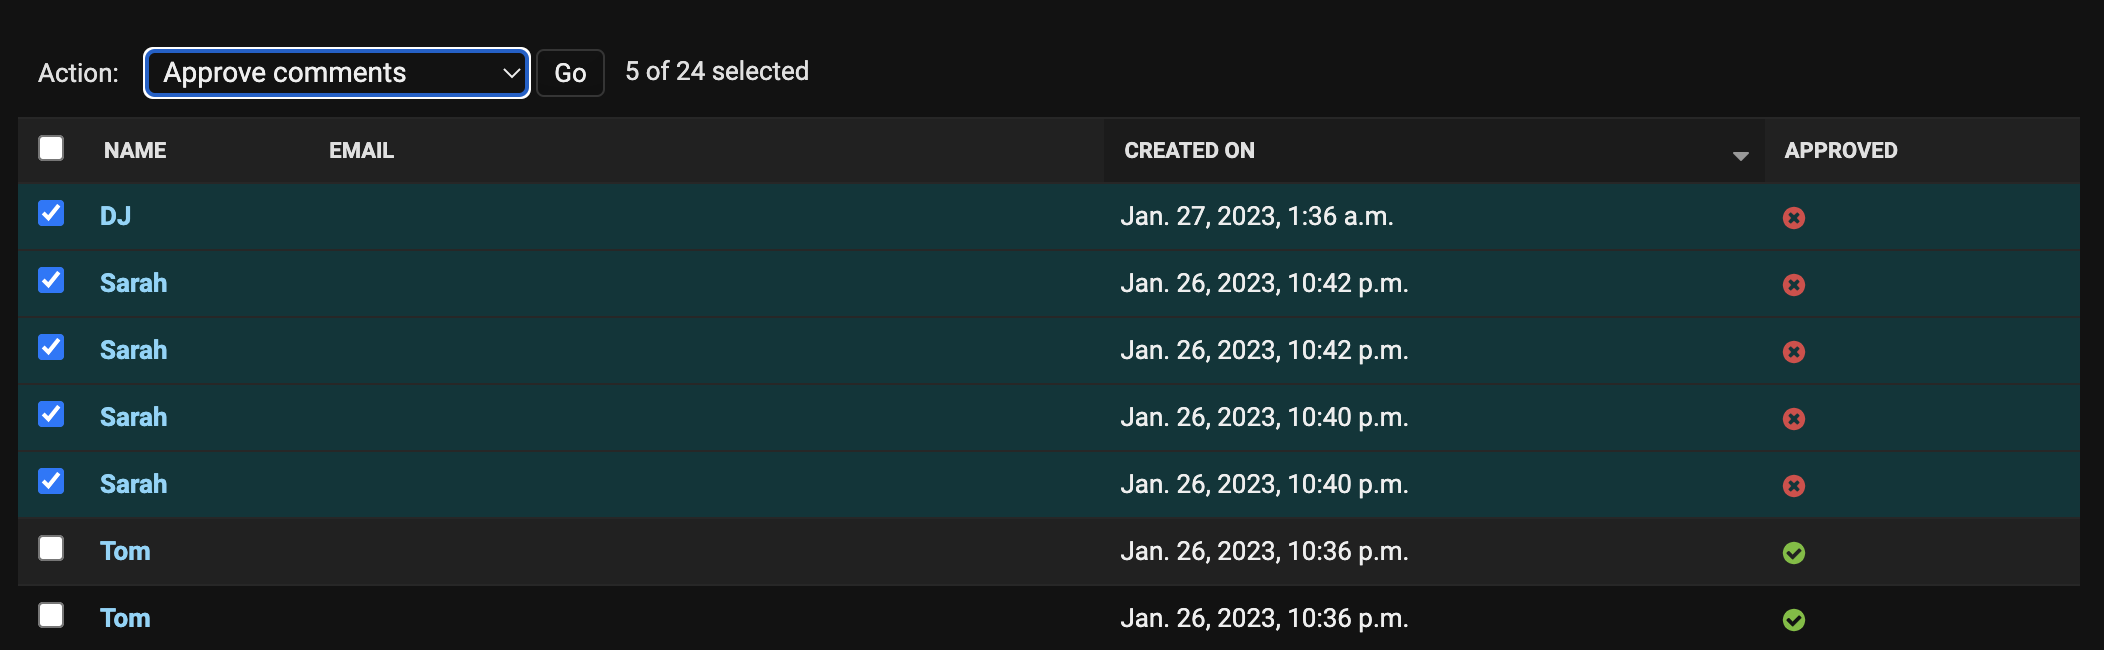 Action: Approve comments Go 5 of 24 selected
NAME EMAIL CREATED ON APPROVED
DJ Jan. 27, 2023, 1:36 a.m.
Sarah Jan. 26, 2023, 10:42 p.m.
Sarah Jan. 26, 2023, 10:42 p.m.
Sarah Jan. 26, 2023, 10:40 p.m.
Sarah Jan. 26, 2023, 10:40 p.m.
Tom Jan. 26, 2023, 10:36 p.m.
Tom Jan. 26, 2023, 10:36 p.m.